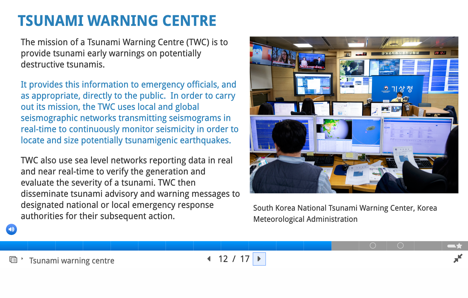 TSUNAMI WARNING CENTRE
The mission of a Tsunami Warning Centre (TWC) is to
provide tsunami early warnings on potentially
destructive tsunamis.
It provides this information to emergency officials, and
as appropriate, directly to the public. In order to carry
out its mission, the TWC uses local and global
seismographic networks transmitting seismograms in
real-time to continuously monitor seismicity in order to
locate and size potentially tsunamigenic earthquakes.
TWC also use sea level networks reporting data in real
and near real-time to verify the generation and
evaluate the severity of a tsunami. TWC then
disseminate tsunami advisory and warning messages to
designated national or local emergency response
authorities for their subsequent action.
기상청
South Korea National Tsunami Warning Center, Korea
Meteorological Administration
Tsunami warning centre
12 / 17